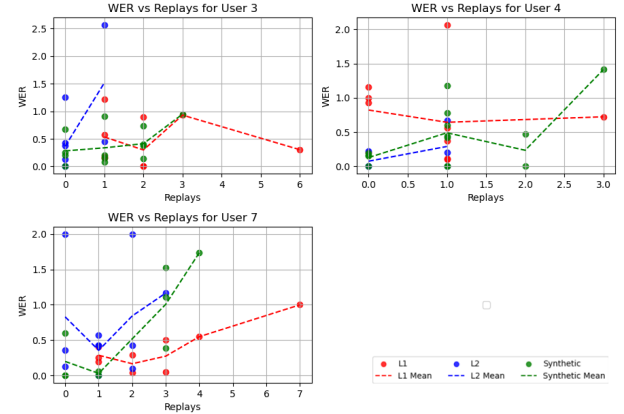 WER vs Replays for User 3
WER
2.5
2.0
1.5
1.0
0.5
0.0
0 1 2 3 4 5 6
Replays
WER vs Replays for User 4
WER
2.0
1.5
1.0
0.5
0.0
0.0 0.5 1.0 1.5 2.0 2.5 3.0
Replays
WER vs Replays for User 7
WER
2.0
1.5
1.0
0.5
0.0
0 1 2 3 4 5 6 7
Replays
L1 L2 Synthetic
L1 Mean L2 Mean Synthetic Mean